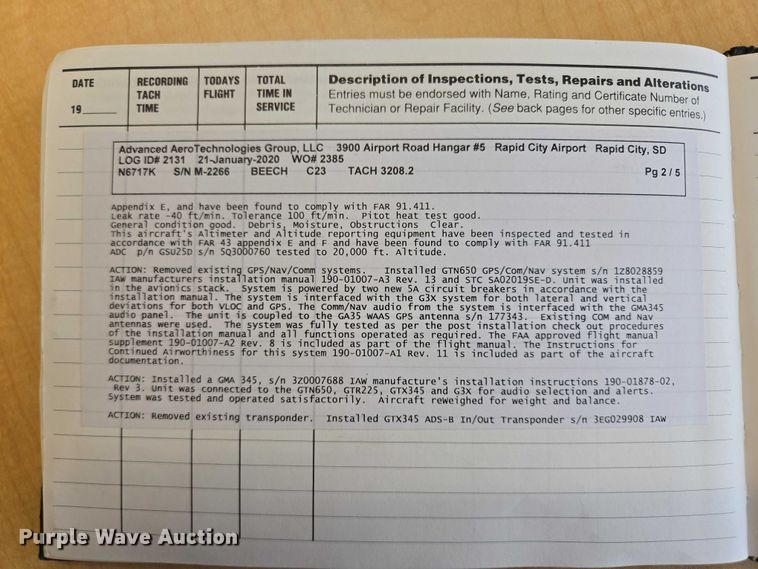 DATE
19____
RECORDING TACH TIME
TODAYS FLIGHT
TOTAL TIME IN SERVICE
Description of Inspections, Tests, Repairs and Alterations
Entries must be endorsed with Name, Rating and Certificate Number of
Technician or Repair Facility. (See back pages for other specific entries.)
Advanced AeroTechnologies Group, LLC 3900 Airport Road Hangar #5 Rapid City Airport Rapid City, SD
LOG ID# 2131 21-January-2020 WO# 2385
N6717K S/N M-2266 BEECH C23 TACH 3208.2 Pg 2 / 5
Appendix E, and have been found to comply with FAR 91.411.
Leak rate -40 ft/min. Tolerance 100 ft/min. Pitot heat test good.
General condition good. Debris, Moisture, Obstructions Clear.
This aircraft's Altimeter and Altitude reporting equipment have been inspected and tested in
accordance with FAR 43 appendix E and F and have been found to comply with FAR 91.411
ADC p/n GSU25D s/n 5Q3000760 tested to 20,000 ft. Altitude.
ACTION: Removed existing GPS/Nav/Comm systems. Installed GTN650 GPS/Com/Nav system s/n 1Z8028859
IAW manufacturers installation manual 190-01007-A3 Rev. 13 and STC SA02019SE-D. Unit was installed
in the avionics stack. System is powered by two new 5A circuit breakers in accordance with the
installation manual. The system is interfaced with the G3X system for both lateral and vertical
deviations for both VLOC and GPS. The Comm/Nav audio from the system is interfaced with the GMA345
audio panel. The unit is coupled to the GA35 WAAS GPS antenna s/n 177343. Existing COM and Nav
antennas were used. The system was fully tested as per the post installation check out procedures
of the installation manual and all functions operated as required. The FAA approved flight manual
supplement 190-01007-A2 Rev. 8 is included as part of the flight manual. The Instructions for
Continued Airworthiness for this system 190-01007-A1 Rev. 11 is included as part of the aircraft
documentation.
ACTION: Installed a GMA 345, s/n 3Z0007688 IAW manufacture's installation instructions 190-01878-02,
Rev 3. Unit was connected to the GTN650, GTR225, GTX345 and G3X for audio selection and alerts.
System was tested and operated satisfactorily. Aircraft reweighed for weight and balance.
ACTION: Removed existing transponder. Installed GTX345 ADS-B In/Out Transponder s/n 3EG029908 IAW
Purple Wave Auction